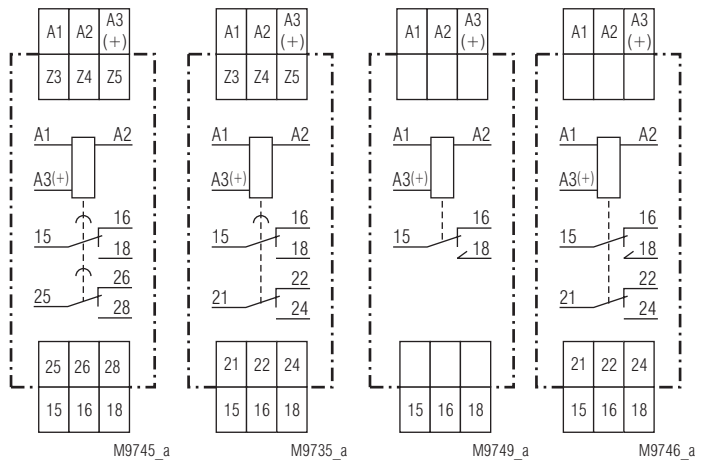 A1 A2 A3 (+)
Z3 Z4 Z5
A1 A2
A3(+)
15 16
18
25 26
28
25 26 28
15 16 18
M9745_a
A1 A2 A3 (+)
Z3 Z4 Z5
A1 A2
A3(+)
15 16
18
21 22
24
21 22 24
15 16 18
M9735_a
A1 A2 A3 (+)
A1 A2
A3(+)
15 16
18
15 16 18
M9749_a
A1 A2 A3 (+)
A1 A2
A3(+)
15 16
18
21 22
24
21 22 24
15 16 18
M9746_a